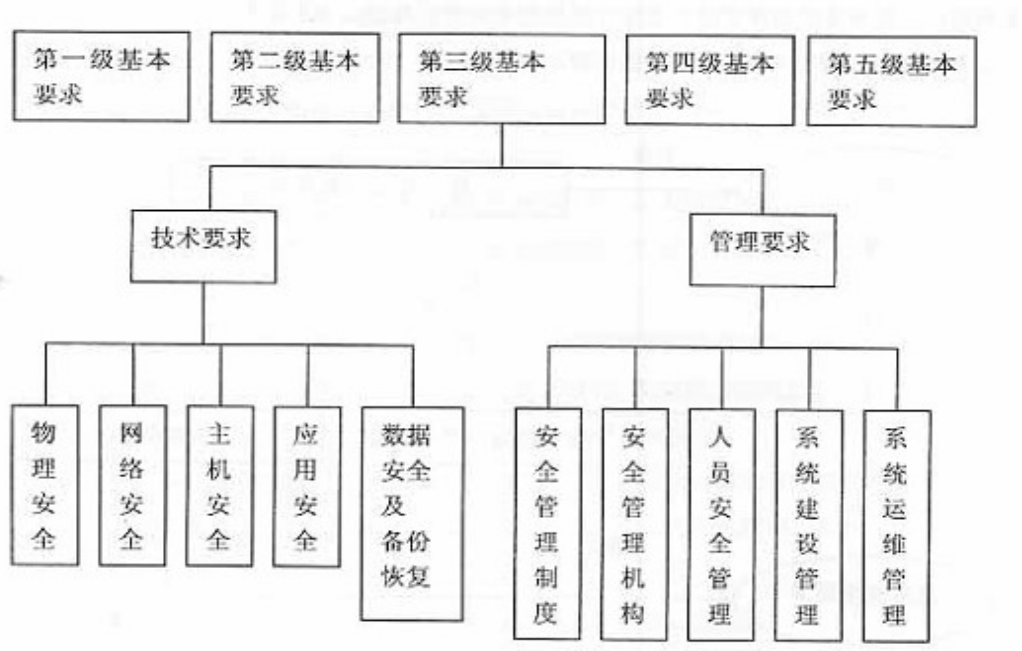 第一级基本
要求
第二级基本
要求
第三级基本
要求
第四级基本
要求
第五级基本
要求
技术要求
管理要求
物理安全
网络安全
主机安全
应用安全
数据
安全
及
备份
恢复
安全管理制度
安全管理机构
人员安全管理
系统建设管理
系统运维管理